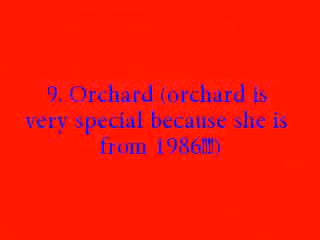 9. Orchard (orchard is
very special because she is
from 1986!!!)